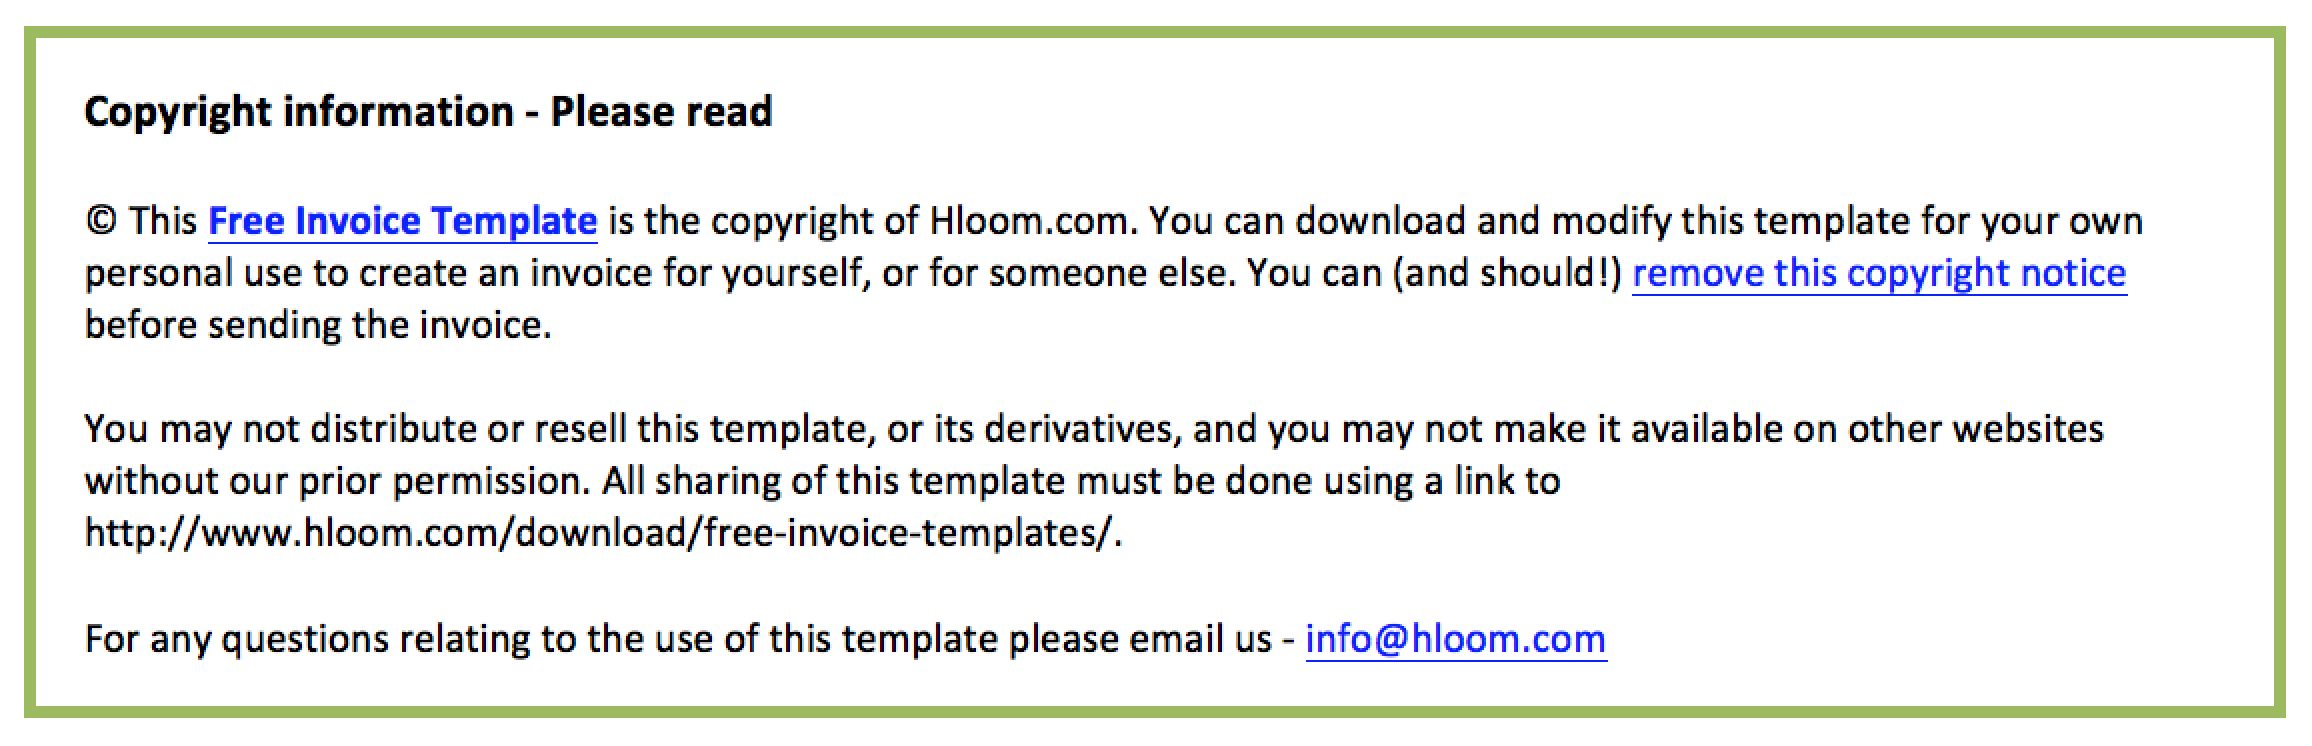 Copyright information - Please read
© This Free Invoice Template is the copyright of Hloom.com. You can download and modify this template for your own
personal use to create an invoice for yourself, or for someone else. You can (and should!) remove this copyright notice
before sending the invoice.
You may not distribute or resell this template, or its derivatives, and you may not make it available on other websites
without our prior permission. All sharing of this template must be done using a link to
http://www.hloom.com/download/free-invoice-templates/.
For any questions relating to the use of this template please email us - info@hloom.com